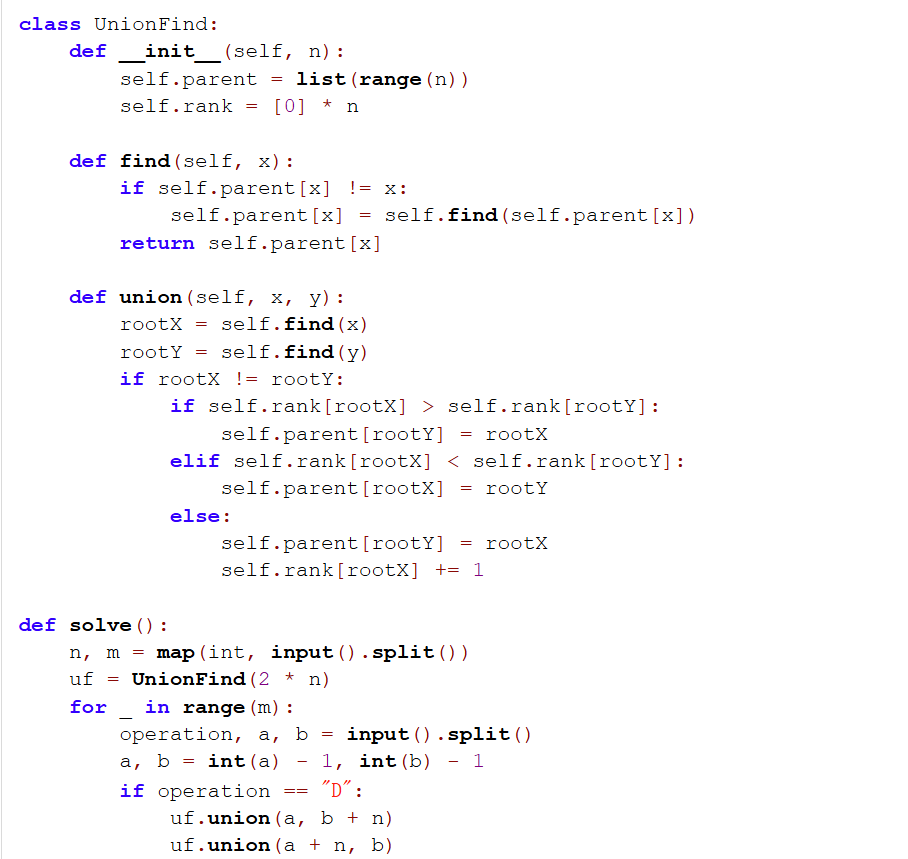 class UnionFind:
    def __init__(self, n):
        self.parent = list(range(n))
        self.rank = [0] * n

    def find(self, x):
        if self.parent[x] != x:
            self.parent[x] = self.find(self.parent[x])
        return self.parent[x]

    def union(self, x, y):
        rootX = self.find(x)
        rootY = self.find(y)
        if rootX != rootY:
            if self.rank[rootX] > self.rank[rootY]:
                self.parent[rootY] = rootX
            elif self.rank[rootX] < self.rank[rootY]:
                self.parent[rootX] = rootY
            else:
                self.parent[rootY] = rootX
                self.rank[rootX] += 1

def solve():
    n, m = map(int, input().split())
    uf = UnionFind(2 * n)
    for _ in range(m):
        operation, a, b = input().split()
        a, b = int(a) - 1, int(b) - 1
        if operation == "D":
            uf.union(a, b + n)
            uf.union(a + n, b)